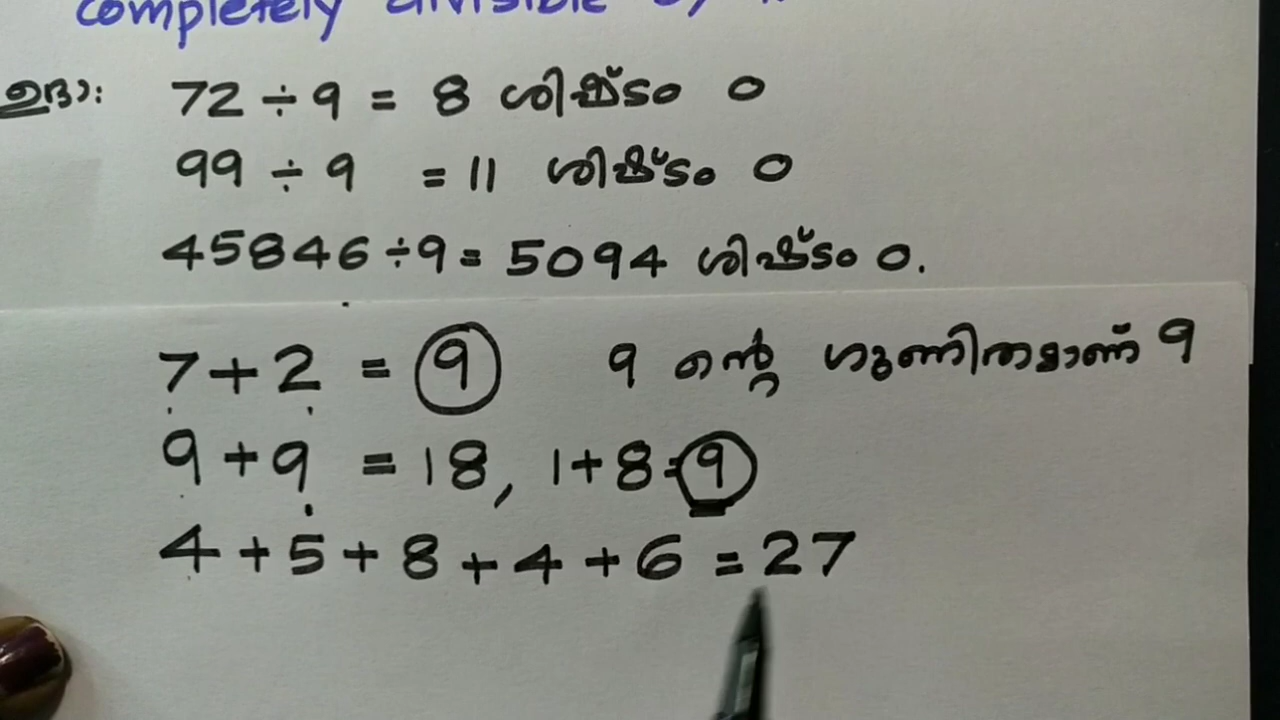 completely divisible by
ഉദാ: 72 ÷ 9 = 8 ശിഷ്ടം 0
99 ÷ 9 = 11 ശിഷ്ടം 0
45846 ÷ 9 = 5094 ശിഷ്ടം 0.
7 + 2 = 9 9 ന്റെ ഗുണിതമാണ് 9
9 + 9 = 18, 1 + 8 = 9
4 + 5 + 8 + 4 + 6 = 27